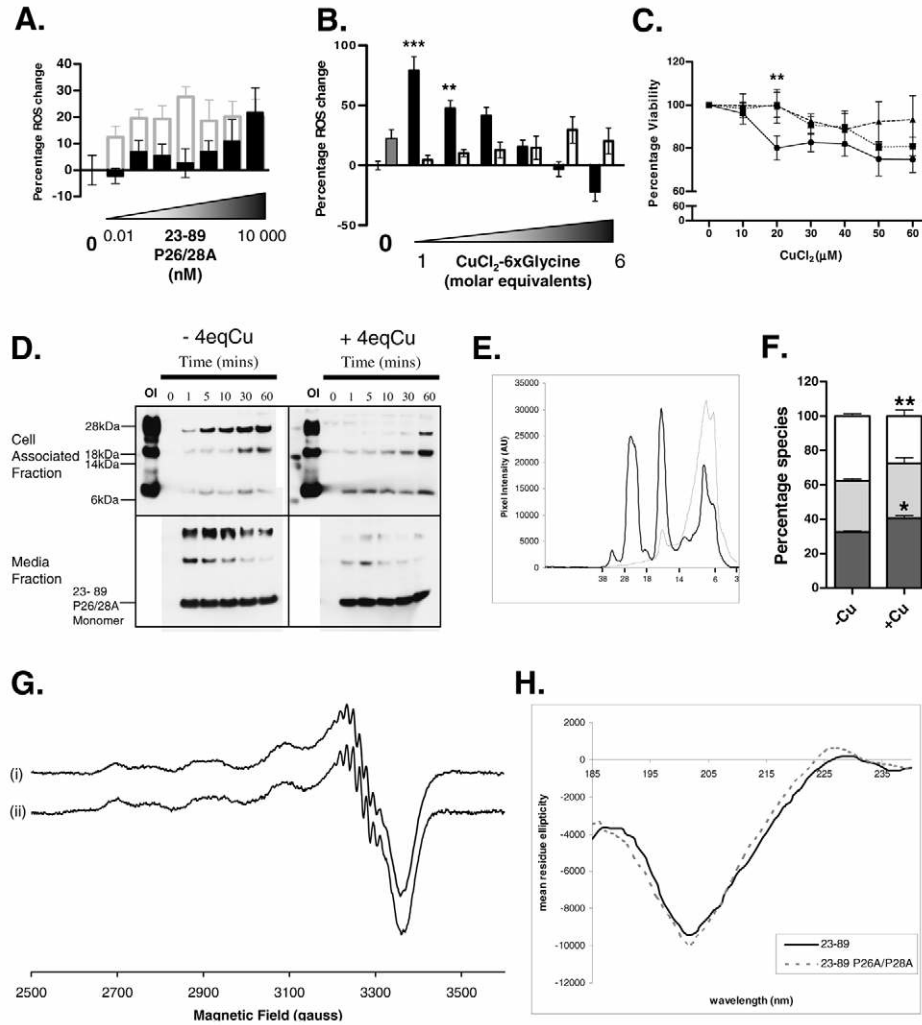 A.
Percentage ROS change
40
30
20
10
0
-10
0
0.01 23-89 10 000
P26/28A
(nM)
B.
Percentage ROS change
100
50
0
-50
***
**
0
1 CuCl2-6xGlycine 6
(molar equivalents)
C.
Percentage Viability
120
100
80
60
60
0
**
0 10 20 30 40 50 60
CuCl2(µM)
D.
- 4eqCu + 4eqCu
Time (mins) Time (mins)
OI 0 1 5 10 30 60 OI 0 1 5 10 30 60
Cell
Associated
Fraction
28kDa
18kDa
14kDa
6kDa
Media
Fraction
23- 89
P26/28A
Monomer
E.
Pixel Intensity (AU)
35000
30000
25000
20000
15000
10000
5000
0
38 28 18 14 6 3
F.
Percentage species
120
100
80
60
40
20
0
**
*
-Cu +Cu
G.
(i)
(ii)
2500 2700 2900 3100 3300 3500
Magnetic Field (gauss)
H.
mean residue ellipticity
2000
0
-2000
-4000
-6000
-8000
-10000
-12000
185 195 205 215 225 235
23-89
23-89 P26A/P28A
wavelength (nm)